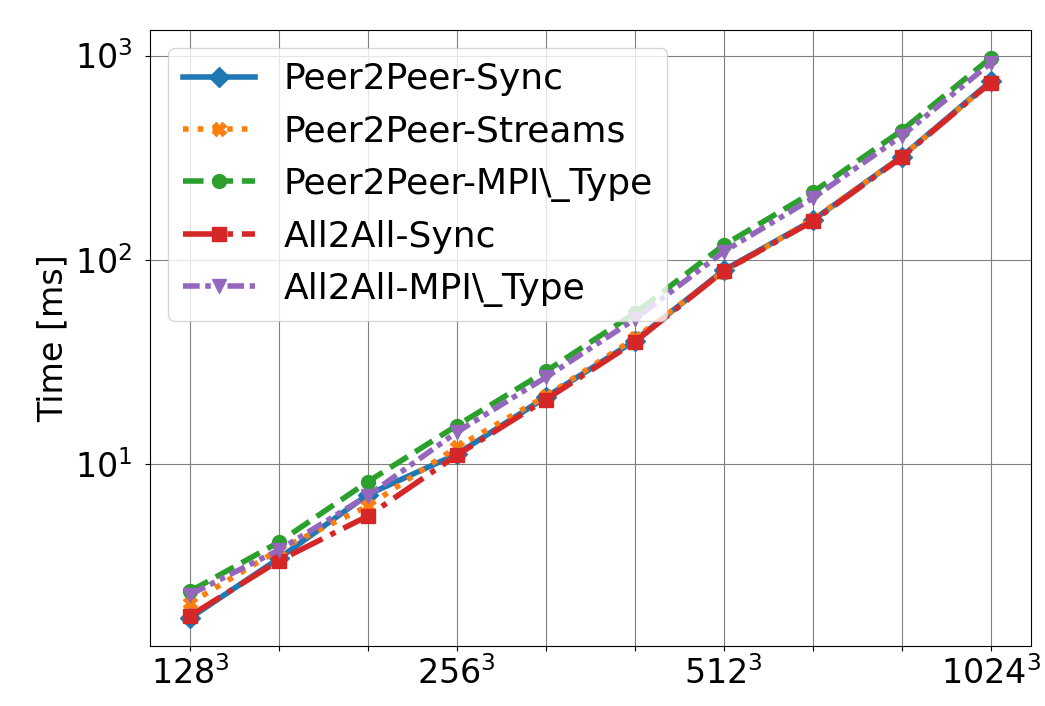 10³
Peer2Peer-Sync
Peer2Peer-Streams
Peer2Peer-MPI\_Type
All2All-Sync
All2All-MPI\_Type
10²
10¹
Time [ms]
128³ 256³ 512³ 1024³